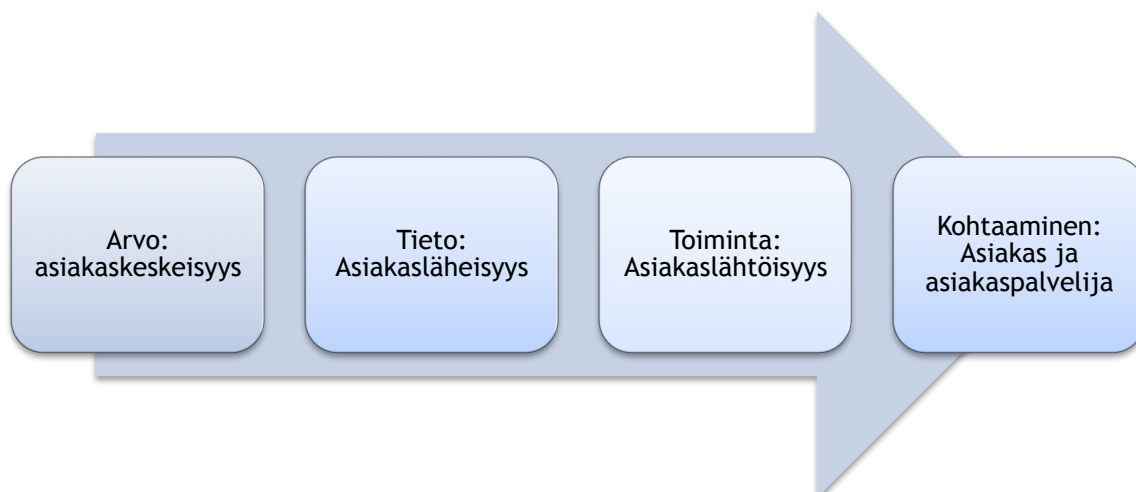 Arvo:
asiakaskeskeisyys
Tieto:
Asiakasläheisyys
Toiminta:
Asiakaslähtöisyys
Kohtaaminen:
Asiakas ja
asiakaspalvelija